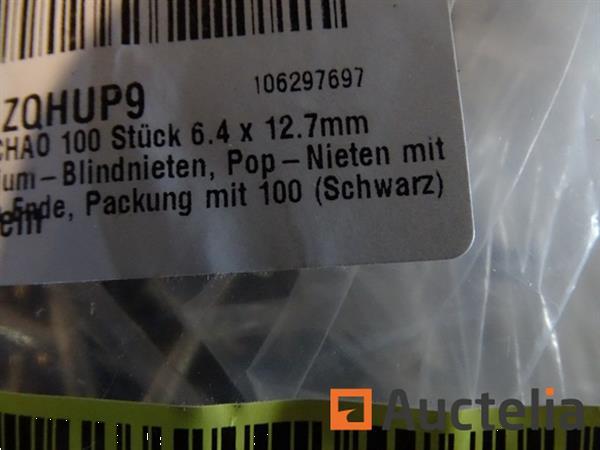 ZQHUP9
106297697
CHAO 100 Stück 6.4 x 12.7mm
ium-Blindnieten, Pop-Nieten mit
Ende, Packung mit 100 (Schwarz)
Auctelia